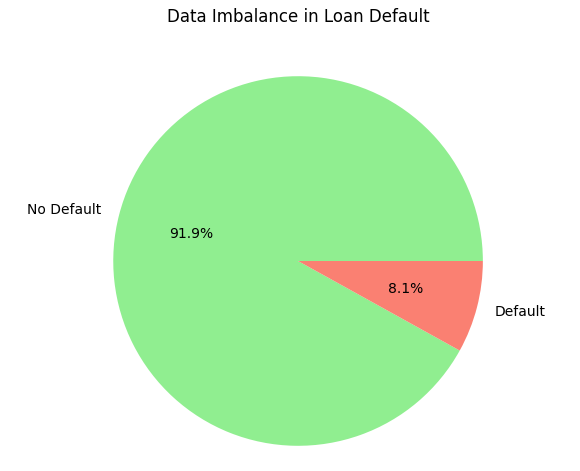 Data Imbalance in Loan Default
No Default
91.9%
8.1%
Default